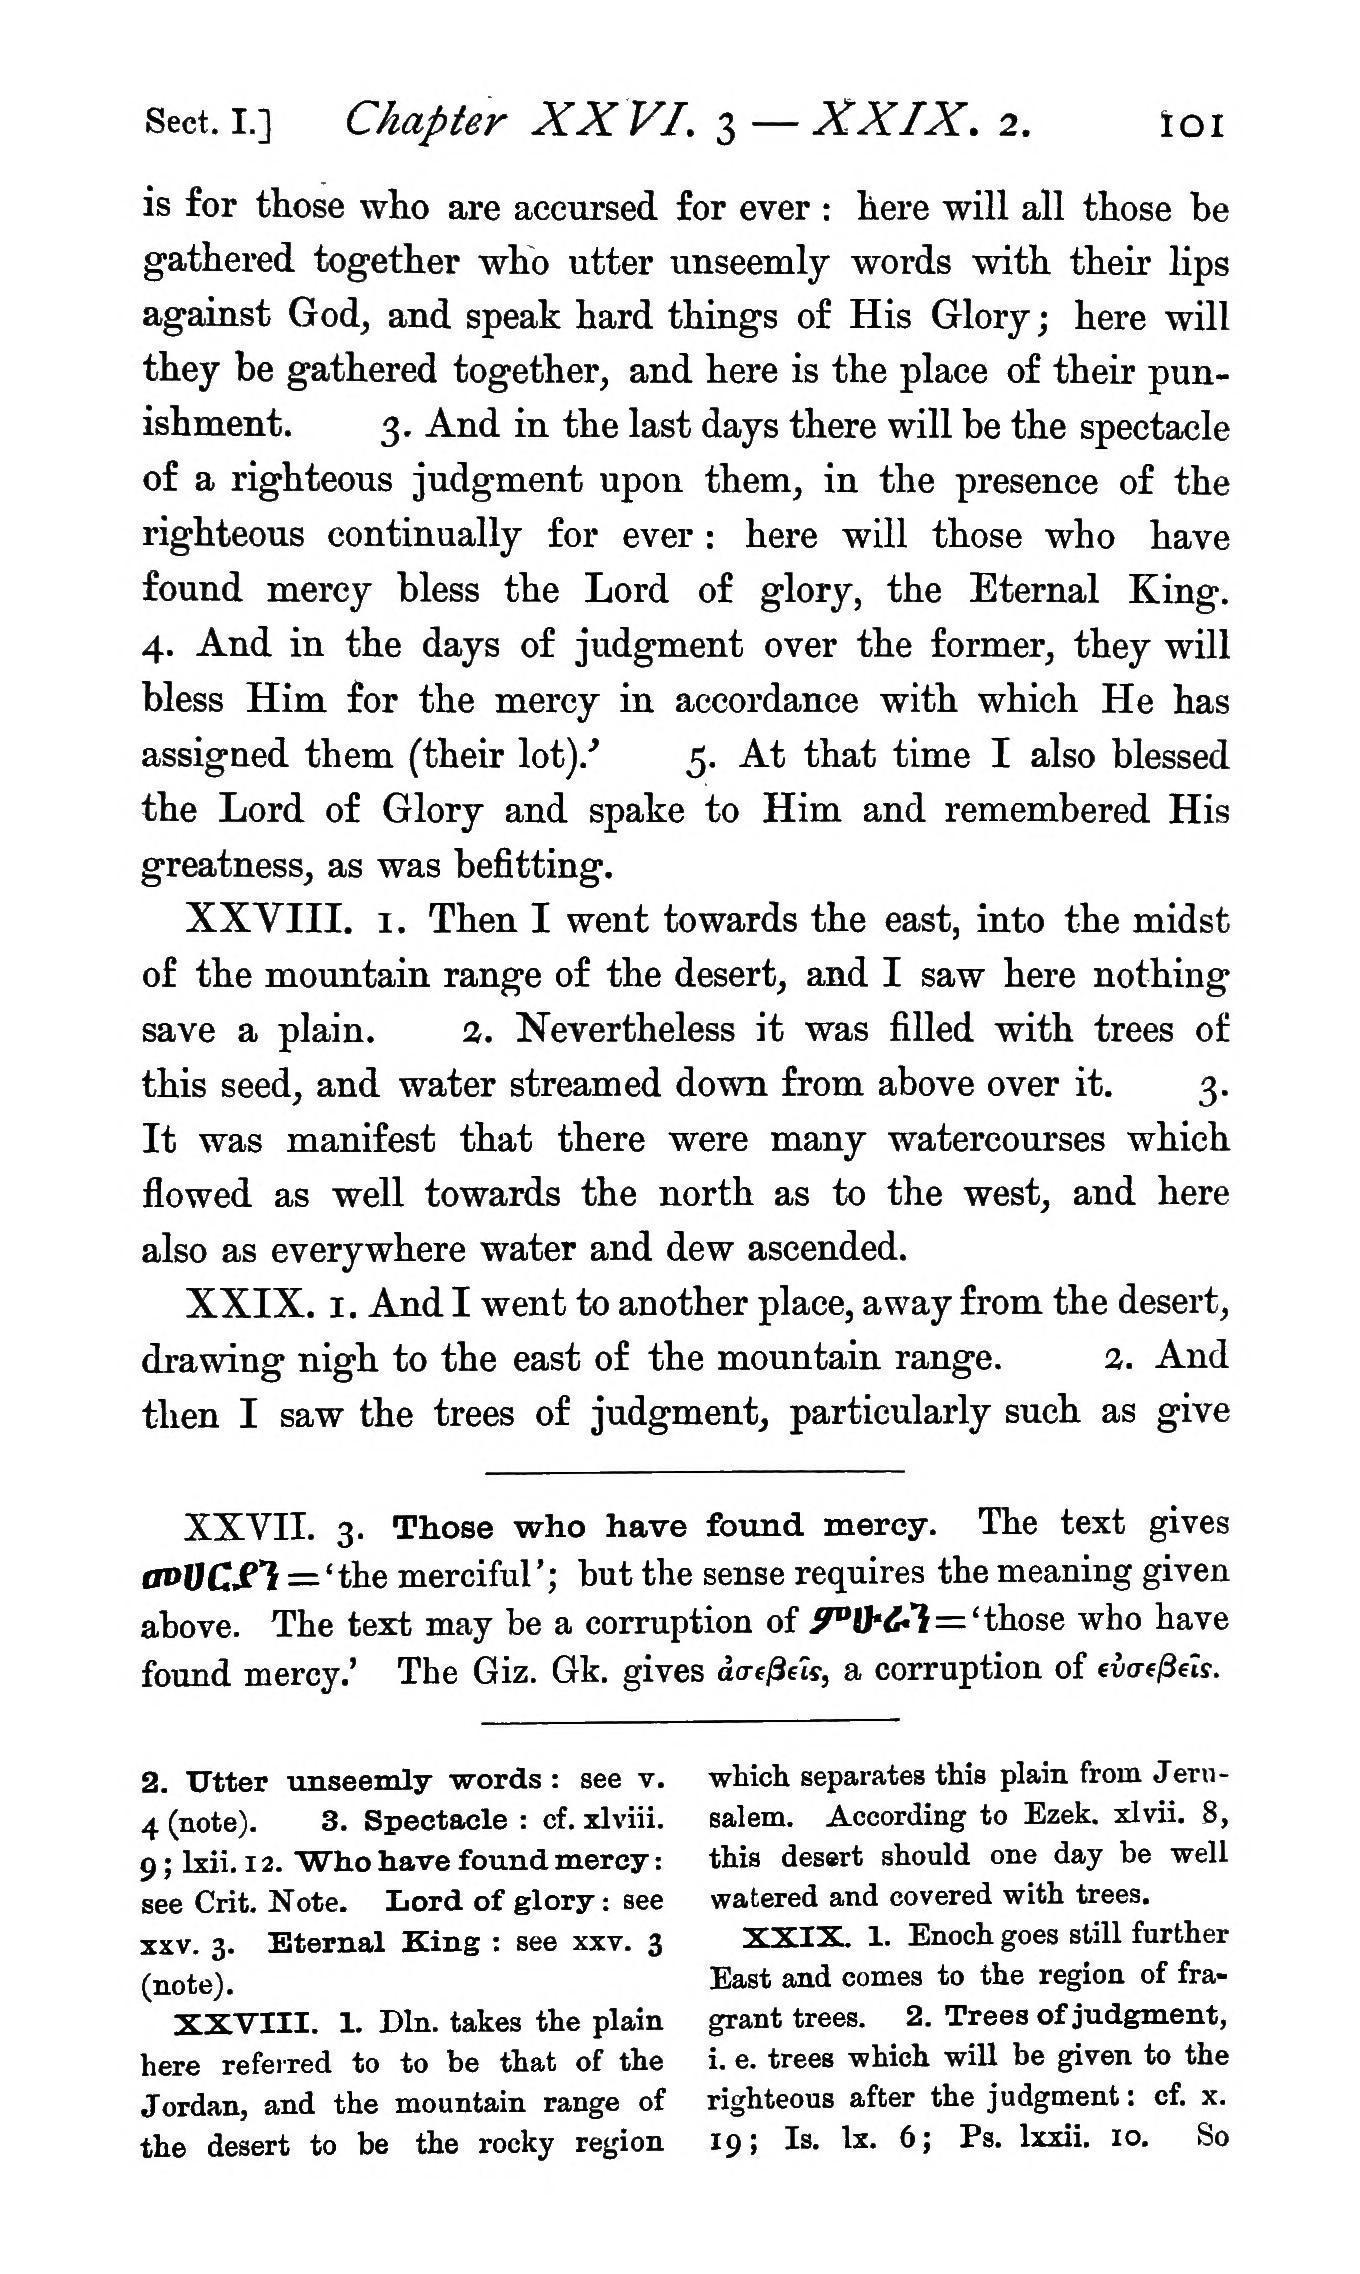 Sect. I.] Chapter XXVI. 3 — XXIX. 2. 101
is for those who are accursed for ever : here will all those be
gathered together who utter unseemly words with their lips
against God, and speak hard things of His Glory; here will
they be gathered together, and here is the place of their pun-
ishment. 3. And in the last days there will be the spectacle
of a righteous judgment upon them, in the presence of the
righteous continually for ever : here will those who have
found mercy bless the Lord of glory, the Eternal King.
4. And in the days of judgment over the former, they will
bless Him for the mercy in accordance with which He has
assigned them (their lot).’ 5. At that time I also blessed
the Lord of Glory and spake to Him and remembered His
greatness, as was befitting.
XXVIII. 1. Then I went towards the east, into the midst
of the mountain range of the desert, and I saw here nothing
save a plain. 2. Nevertheless it was filled with trees of
this seed, and water streamed down from above over it. 3.
It was manifest that there were many watercourses which
flowed as well towards the north as to the west, and here
also as everywhere water and dew ascended.
XXIX. 1. And I went to another place, away from the desert,
drawing nigh to the east of the mountain range. 2. And
then I saw the trees of judgment, particularly such as give
XXVII. 3. Those who have found mercy. The text gives
መሀርያን = ‘the merciful’; but the sense requires the meaning given
above. The text may be a corruption of ምሁራን = ‘those who have
found mercy.’ The Giz. Gk. gives ἀσεβεῖς, a corruption of εὐσεβεῖς.
2. Utter unseemly words : see v.
4 (note). 3. Spectacle : cf. xlviii.
9 ; lxii. 12. Who have found mercy :
see Crit. Note. Lord of glory : see
xxv. 3. Eternal King : see xxv. 3
(note).
XXVIII. 1. Dln. takes the plain
here referred to to be that of the
Jordan, and the mountain range of
the desert to be the rocky region
which separates this plain from Jeru-
salem. According to Ezek. xlvii. 8,
this desert should one day be well
watered and covered with trees.
XXIX. 1. Enoch goes still further
East and comes to the region of fra-
grant trees. 2. Trees of judgment,
i. e. trees which will be given to the
righteous after the judgment : cf. x.
19 ; Is. lx. 6 ; Ps. lxxii. 10. So